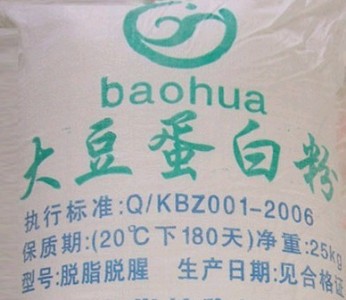 baohua
大豆蛋白粉
执行标准:Q/KBZ001-2006
保质期:(20℃下180天)净重:25kg
型号:脱脂脱腥 生产日期:见合格证